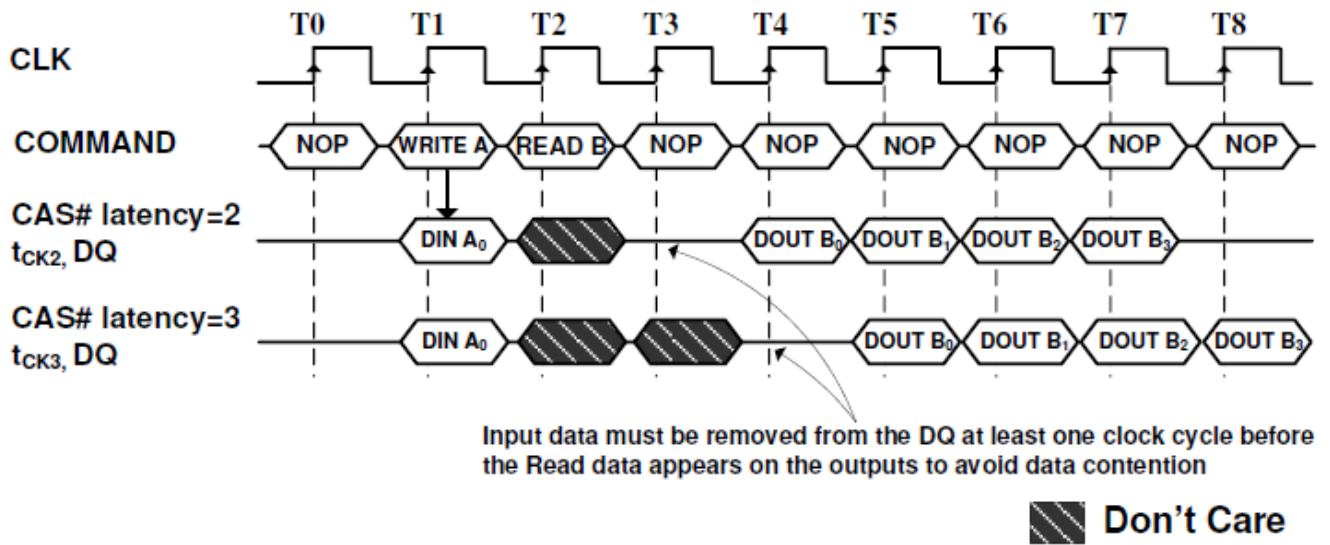 T0 T1 T2 T3 T4 T5 T6 T7 T8
CLK
COMMAND NOP WRITE A READ B NOP NOP NOP NOP NOP NOP
CAS# latency=2
tCK2, DQ DIN A0 DOUT B0 DOUT B1 DOUT B2 DOUT B3
CAS# latency=3
tCK3, DQ DIN A0 DOUT B0 DOUT B1 DOUT B2 DOUT B3
Input data must be removed from the DQ at least one clock cycle before
the Read data appears on the outputs to avoid data contention
Don't Care